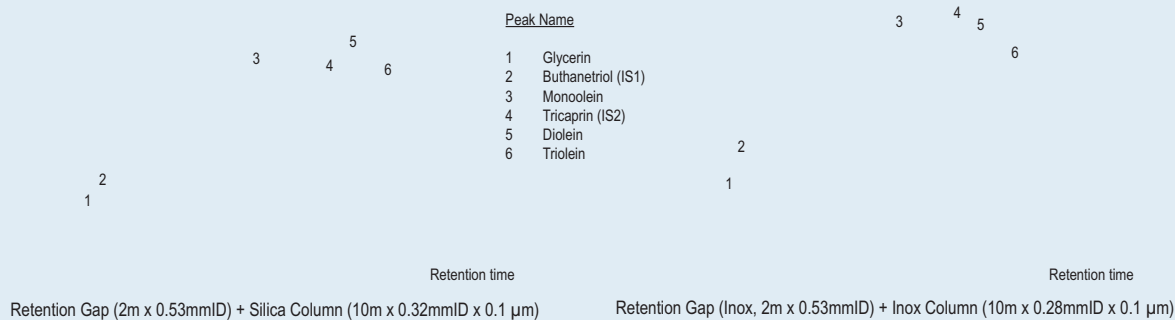 5
3
4
6
2
1
Peak Name
1 Glycerin
2 Buthanetriol (IS1)
3 Monoolein
4 Tricaprin (IS2)
5 Diolein
6 Triolein
4
3
5
6
2
1
Retention time
Retention Gap (2m x 0.53mmID) + Silica Column (10m x 0.32mmID x 0.1 µm)
Retention time
Retention Gap (Inox, 2m x 0.53mmID) + Inox Column (10m x 0.28mmID x 0.1 µm)